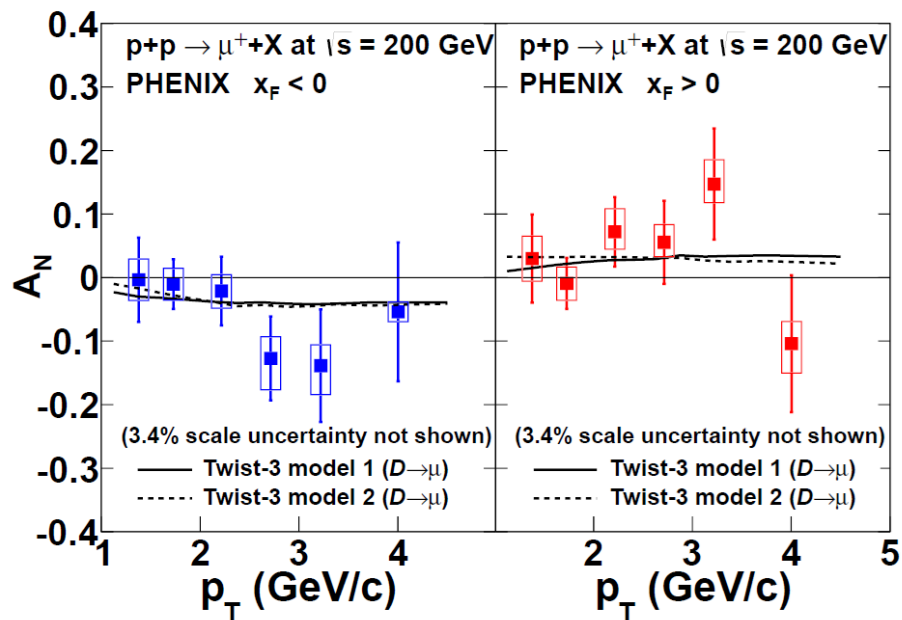 0.4
0.3
0.2
0.1
0
-0.1
-0.2
-0.3
-0.4
A_N
p+p → μ⁺+X at √s = 200 GeV
PHENIX x_F < 0
(3.4% scale uncertainty not shown)
Twist-3 model 1 (D→μ)
Twist-3 model 2 (D→μ)
1 2 3 4
p_T (GeV/c)
p+p → μ⁺+X at √s = 200 GeV
PHENIX x_F > 0
(3.4% scale uncertainty not shown)
Twist-3 model 1 (D→μ)
Twist-3 model 2 (D→μ)
2 3 4 5
p_T (GeV/c)